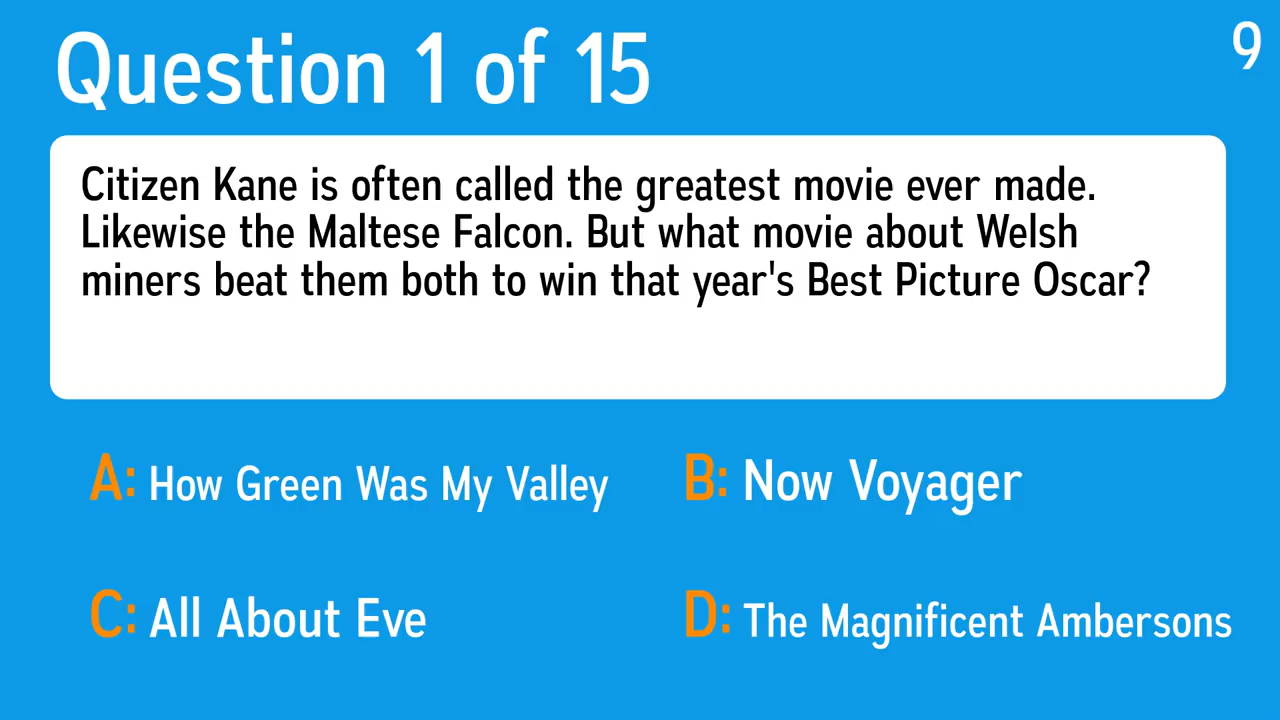 Question 1 of 15
9
Citizen Kane is often called the greatest movie ever made.
Likewise the Maltese Falcon. But what movie about Welsh
miners beat them both to win that year's Best Picture Oscar?
A: How Green Was My Valley
B: Now Voyager
C: All About Eve
D: The Magnificent Ambersons